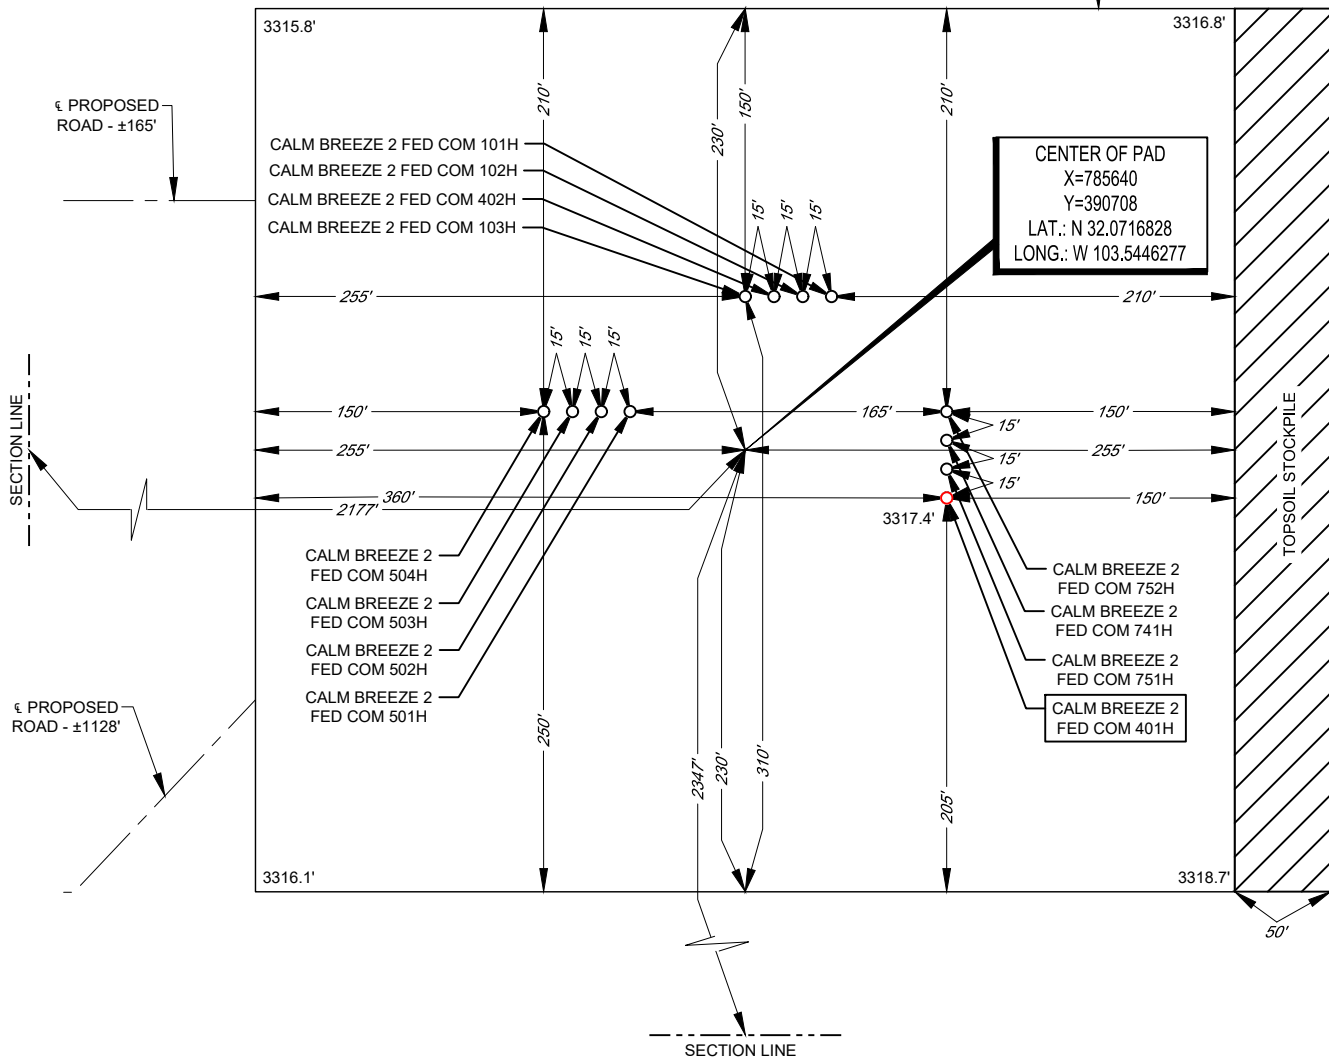 3315.8'
3316.8'
℄ PROPOSED
ROAD - ±165'
210'
230'
150'
210'
CALM BREEZE 2 FED COM 101H
CALM BREEZE 2 FED COM 102H
CALM BREEZE 2 FED COM 402H
CALM BREEZE 2 FED COM 103H
CENTER OF PAD
X=785640
Y=390708
LAT.: N 32.0716828
LONG.: W 103.5446277
15'
15'
15'
255'
210'
15'
15'
15'
150'
165'
150'
15'
255'
255'
15'
15'
360'
150'
2177'
3317.4'
SECTION LINE
TOPSOIL STOCKPILE
CALM BREEZE 2
FED COM 504H
CALM BREEZE 2
FED COM 503H
CALM BREEZE 2
FED COM 502H
CALM BREEZE 2
FED COM 501H
CALM BREEZE 2
FED COM 752H
CALM BREEZE 2
FED COM 741H
CALM BREEZE 2
FED COM 751H
CALM BREEZE 2
FED COM 401H
℄ PROPOSED
ROAD - ±1128'
250'
2347'
230'
310'
205'
3316.1'
3318.7'
50'
SECTION LINE